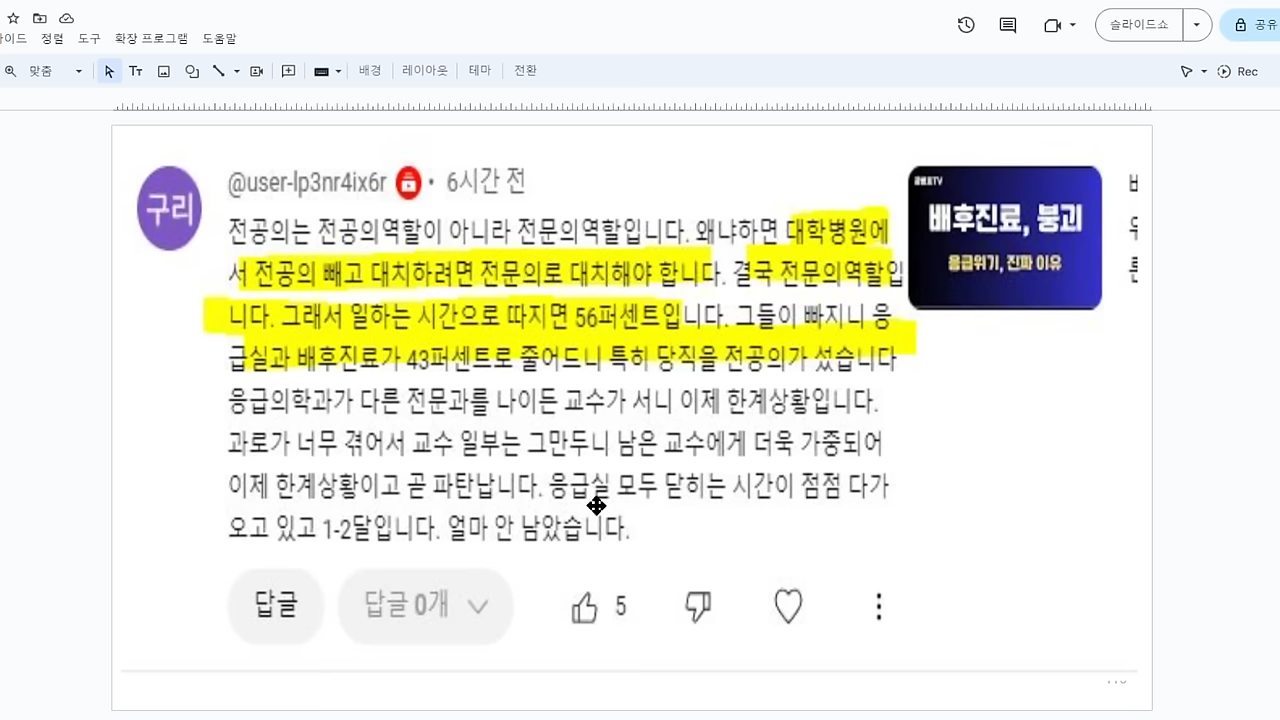 정렬 도구 확장 프로그램 도움말
슬라이드쇼
공유
맞춤
배경 레이아웃 테마 전환
Rec
구리
@user-lp3nr4ix6r · 6시간 전
전공의는 전공의역할이 아니라 전문의역할입니다. 왜냐하면 대학병원에
서 전공의 빼고 대치하려면 전문의로 대치해야 합니다. 결국 전문의역할입
니다. 그래서 일하는 시간으로 따지면 56퍼센트입니다. 그들이 빠지니 응
급실과 배후진료가 43퍼센트로 줄어드니 특히 당직을 전공의가 섰습니다
응급의학과가 다른 전문과를 나이든 교수가 서니 이제 한계상황입니다.
과로가 너무 겪어서 교수 일부는 그만두니 남은 교수에게 더욱 가중되어
이제 한계상황이고 곧 파탄납니다. 응급실 모두 닫히는 시간이 점점 다가
오고 있고 1-2달입니다. 얼마 안 남았습니다.
배후진료, 붕괴
응급위기, 진짜 이유
답글
답글 0개
5